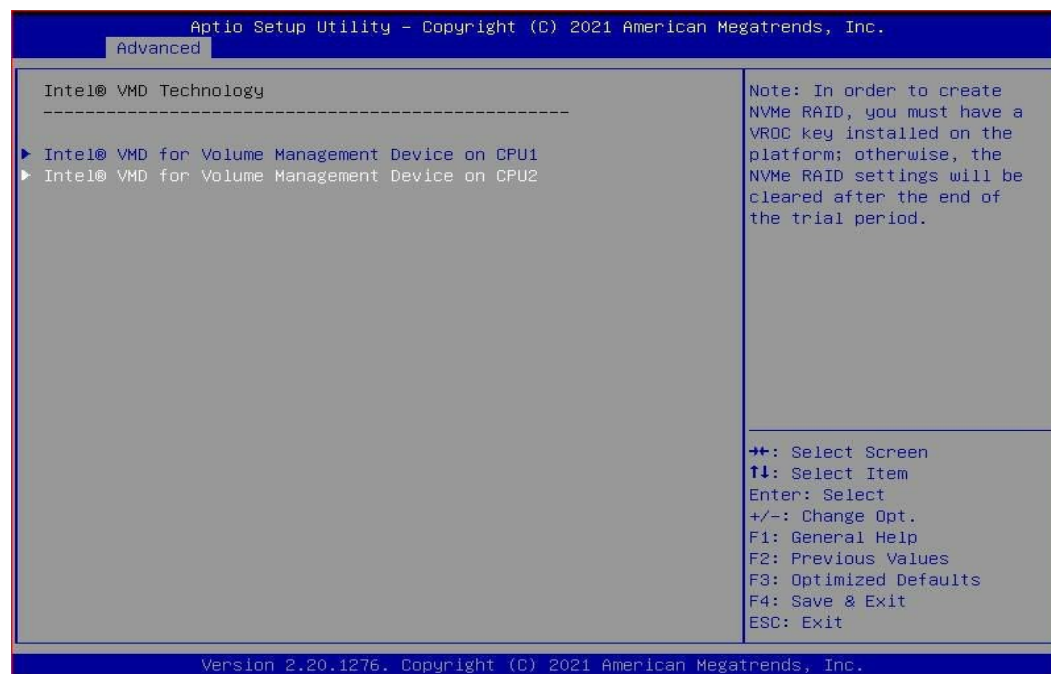 Aptio Setup Utility – Copyright (C) 2021 American Megatrends, Inc.
Advanced
Intel® VMD Technology
--------------------------------------------------
▶ Intel® VMD for Volume Management Device on CPU1
▶ Intel® VMD for Volume Management Device on CPU2
Note: In order to create
NVMe RAID, you must have a
VROC key installed on the
platform; otherwise, the
NVMe RAID settings will be
cleared after the end of
the trial period.
→←: Select Screen
↑↓: Select Item
Enter: Select
+/-: Change Opt.
F1: General Help
F2: Previous Values
F3: Optimized Defaults
F4: Save & Exit
ESC: Exit
Version 2.20.1276. Copyright (C) 2021 American Megatrends, Inc.